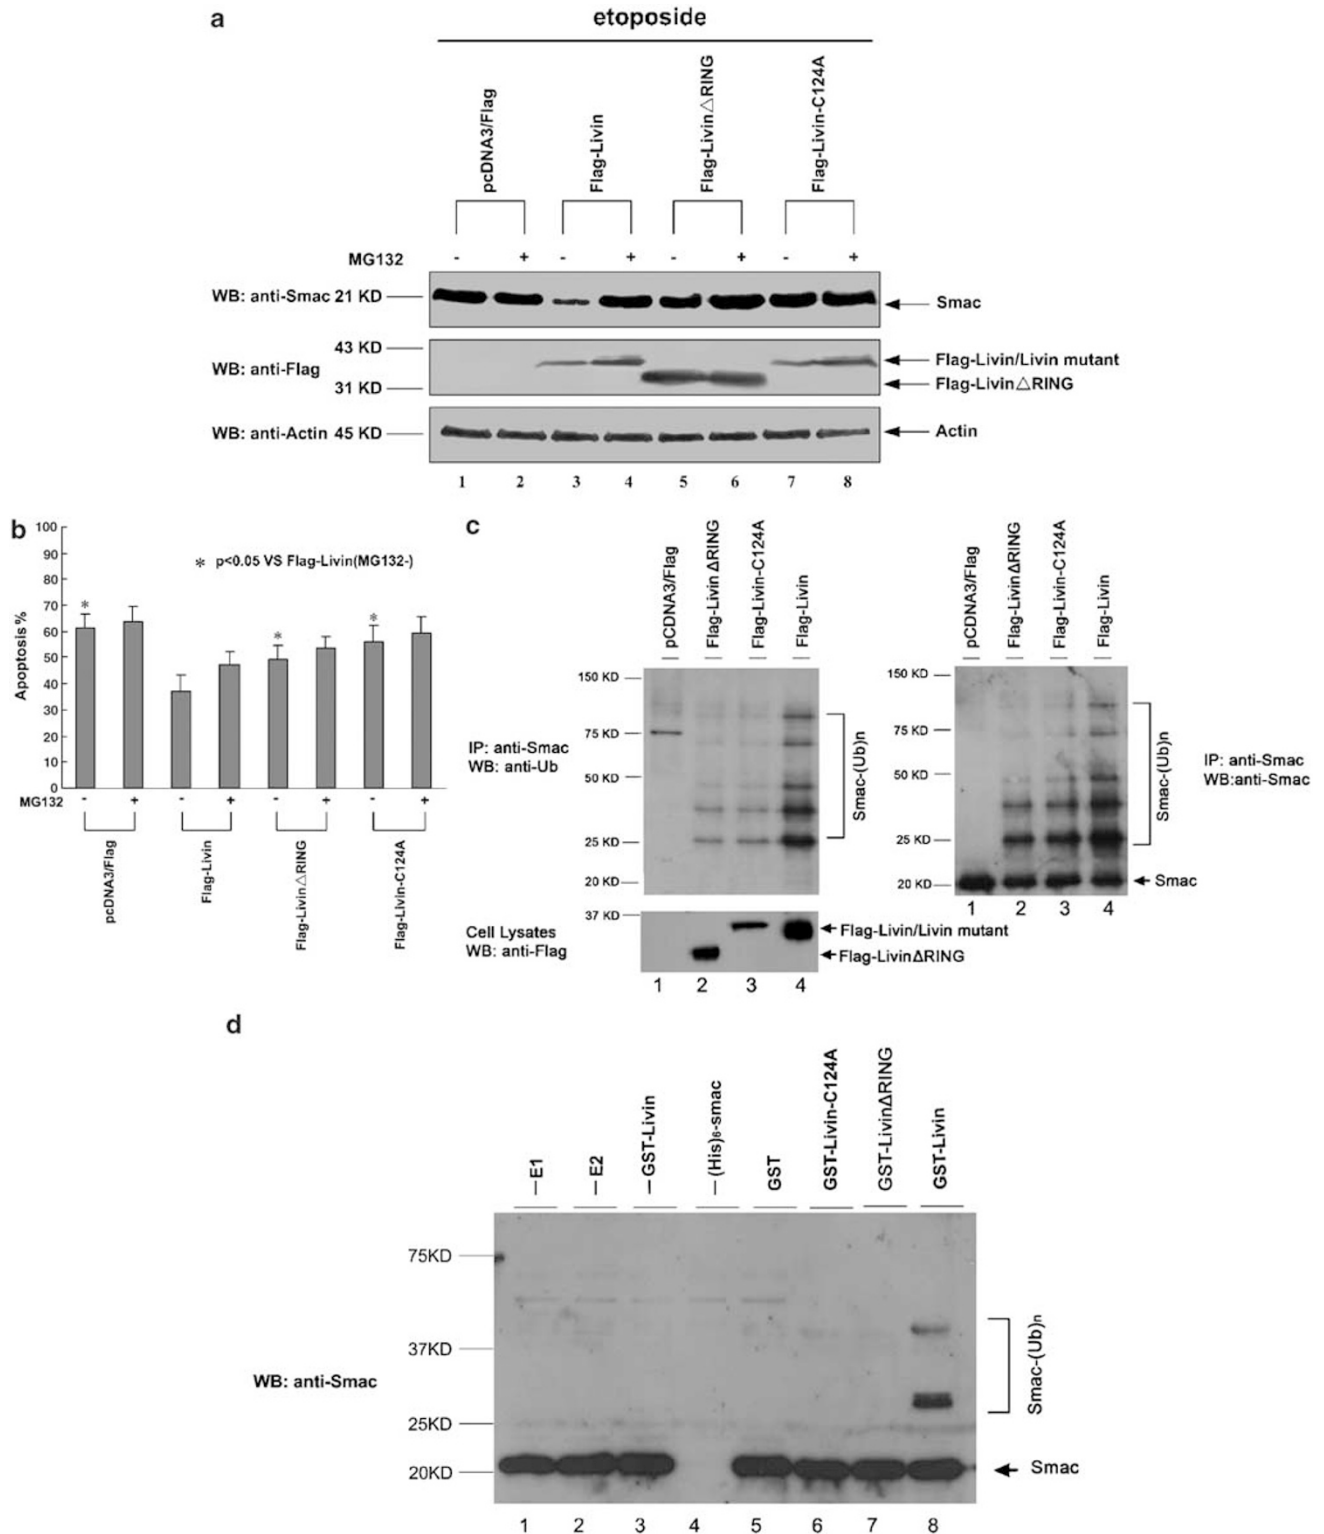 a
etoposide
pcDNA3/Flag
Flag-Livin
Flag-Livin△RING
Flag-Livin-C124A
MG132 - + - + - + - +
WB: anti-Smac 21 KD
Smac
43 KD
WB: anti-Flag
31 KD
Flag-Livin/Livin mutant
Flag-Livin△RING
WB: anti-Actin 45 KD
Actin
1 2 3 4 5 6 7 8
b
Apoptosis %
100
90
80
70
60
50
40
30
20
10
0
* p<0.05 VS Flag-Livin(MG132-)
*
*
*
MG132 - + - + - + - +
pcDNA3/Flag
Flag-Livin
Flag-Livin△RING
Flag-Livin-C124A
c
pCDNA3/Flag
Flag-Livin ΔRING
Flag-Livin-C124A
Flag-Livin
150 KD
75 KD
50 KD
25 KD
20 KD
IP: anti-Smac
WB: anti-Ub
Smac-(Ub)n
37 KD
Cell Lysates
WB: anti-Flag
Flag-Livin/Livin mutant
Flag-LivinΔRING
1 2 3 4
pCDNA3/Flag
Flag-LivinΔRING
Flag-Livin-C124A
Flag-Livin
150 KD
75 KD
50 KD
25 KD
20 KD
Smac-(Ub)n
IP: anti-Smac
WB:anti-Smac
Smac
1 2 3 4
d
—E1
—E2
—GST-Livin
—(His)6-smac
GST
GST-Livin-C124A
GST-LivinΔRING
GST-Livin
75KD
37KD
25KD
20KD
WB: anti-Smac
Smac-(Ub)n
Smac
1 2 3 4 5 6 7 8